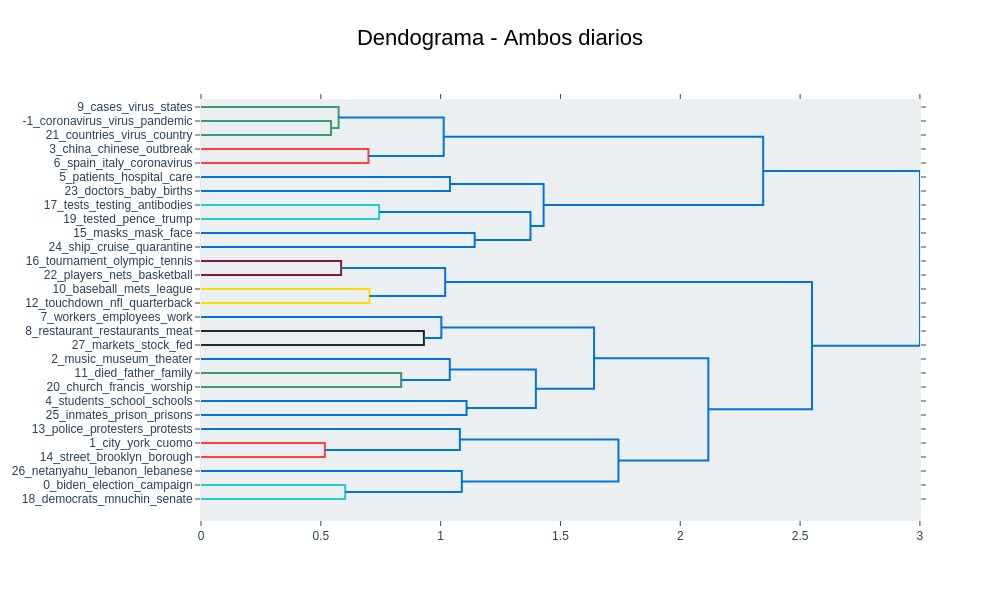 Dendograma - Ambos diarios
9_cases_virus_states
-1_coronavirus_virus_pandemic
21_countries_virus_country
3_china_chinese_outbreak
6_spain_italy_coronavirus
5_patients_hospital_care
23_doctors_baby_births
17_tests_testing_antibodies
19_tested_pence_trump
15_masks_mask_face
24_ship_cruise_quarantine
16_tournament_olympic_tennis
22_players_nets_basketball
10_baseball_mets_league
12_touchdown_nfl_quarterback
7_workers_employees_work
8_restaurant_restaurants_meat
27_markets_stock_fed
2_music_museum_theater
11_died_father_family
20_church_francis_worship
4_students_school_schools
25_inmates_prison_prisons
13_police_protesters_protests
1_city_york_cuomo
14_street_brooklyn_borough
26_netanyahu_lebanon_lebanese
0_biden_election_campaign
18_democrats_mnuchin_senate
0 0.5 1 1.5 2 2.5 3